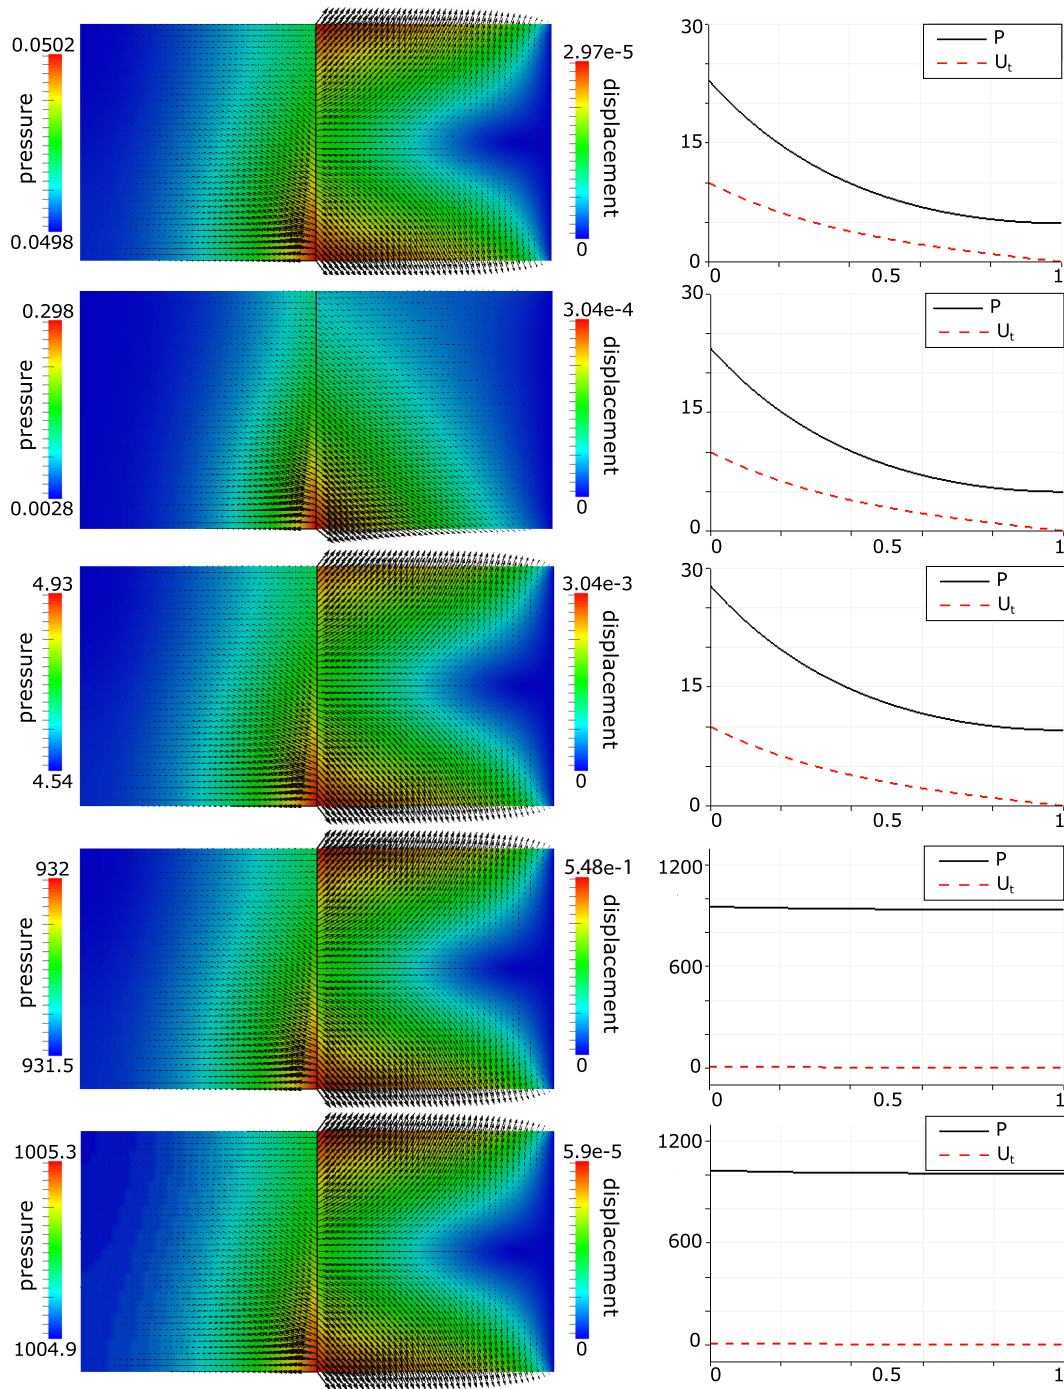 0.0502
pressure
0.0498
2.97e-5
displacement
0
30
15
0
0.5
1
P
Ut
0.298
pressure
0.0028
3.04e-4
displacement
0
30
15
0
0
0.5
1
P
Ut
4.93
pressure
4.54
3.04e-3
displacement
0
30
15
0
0
0.5
1
P
Ut
932
pressure
931.5
5.48e-1
displacement
0
1200
600
0
0
0.5
1
P
Ut
1005.3
pressure
1004.9
5.9e-5
displacement
0
1200
600
0
0
0.5
1
P
Ut